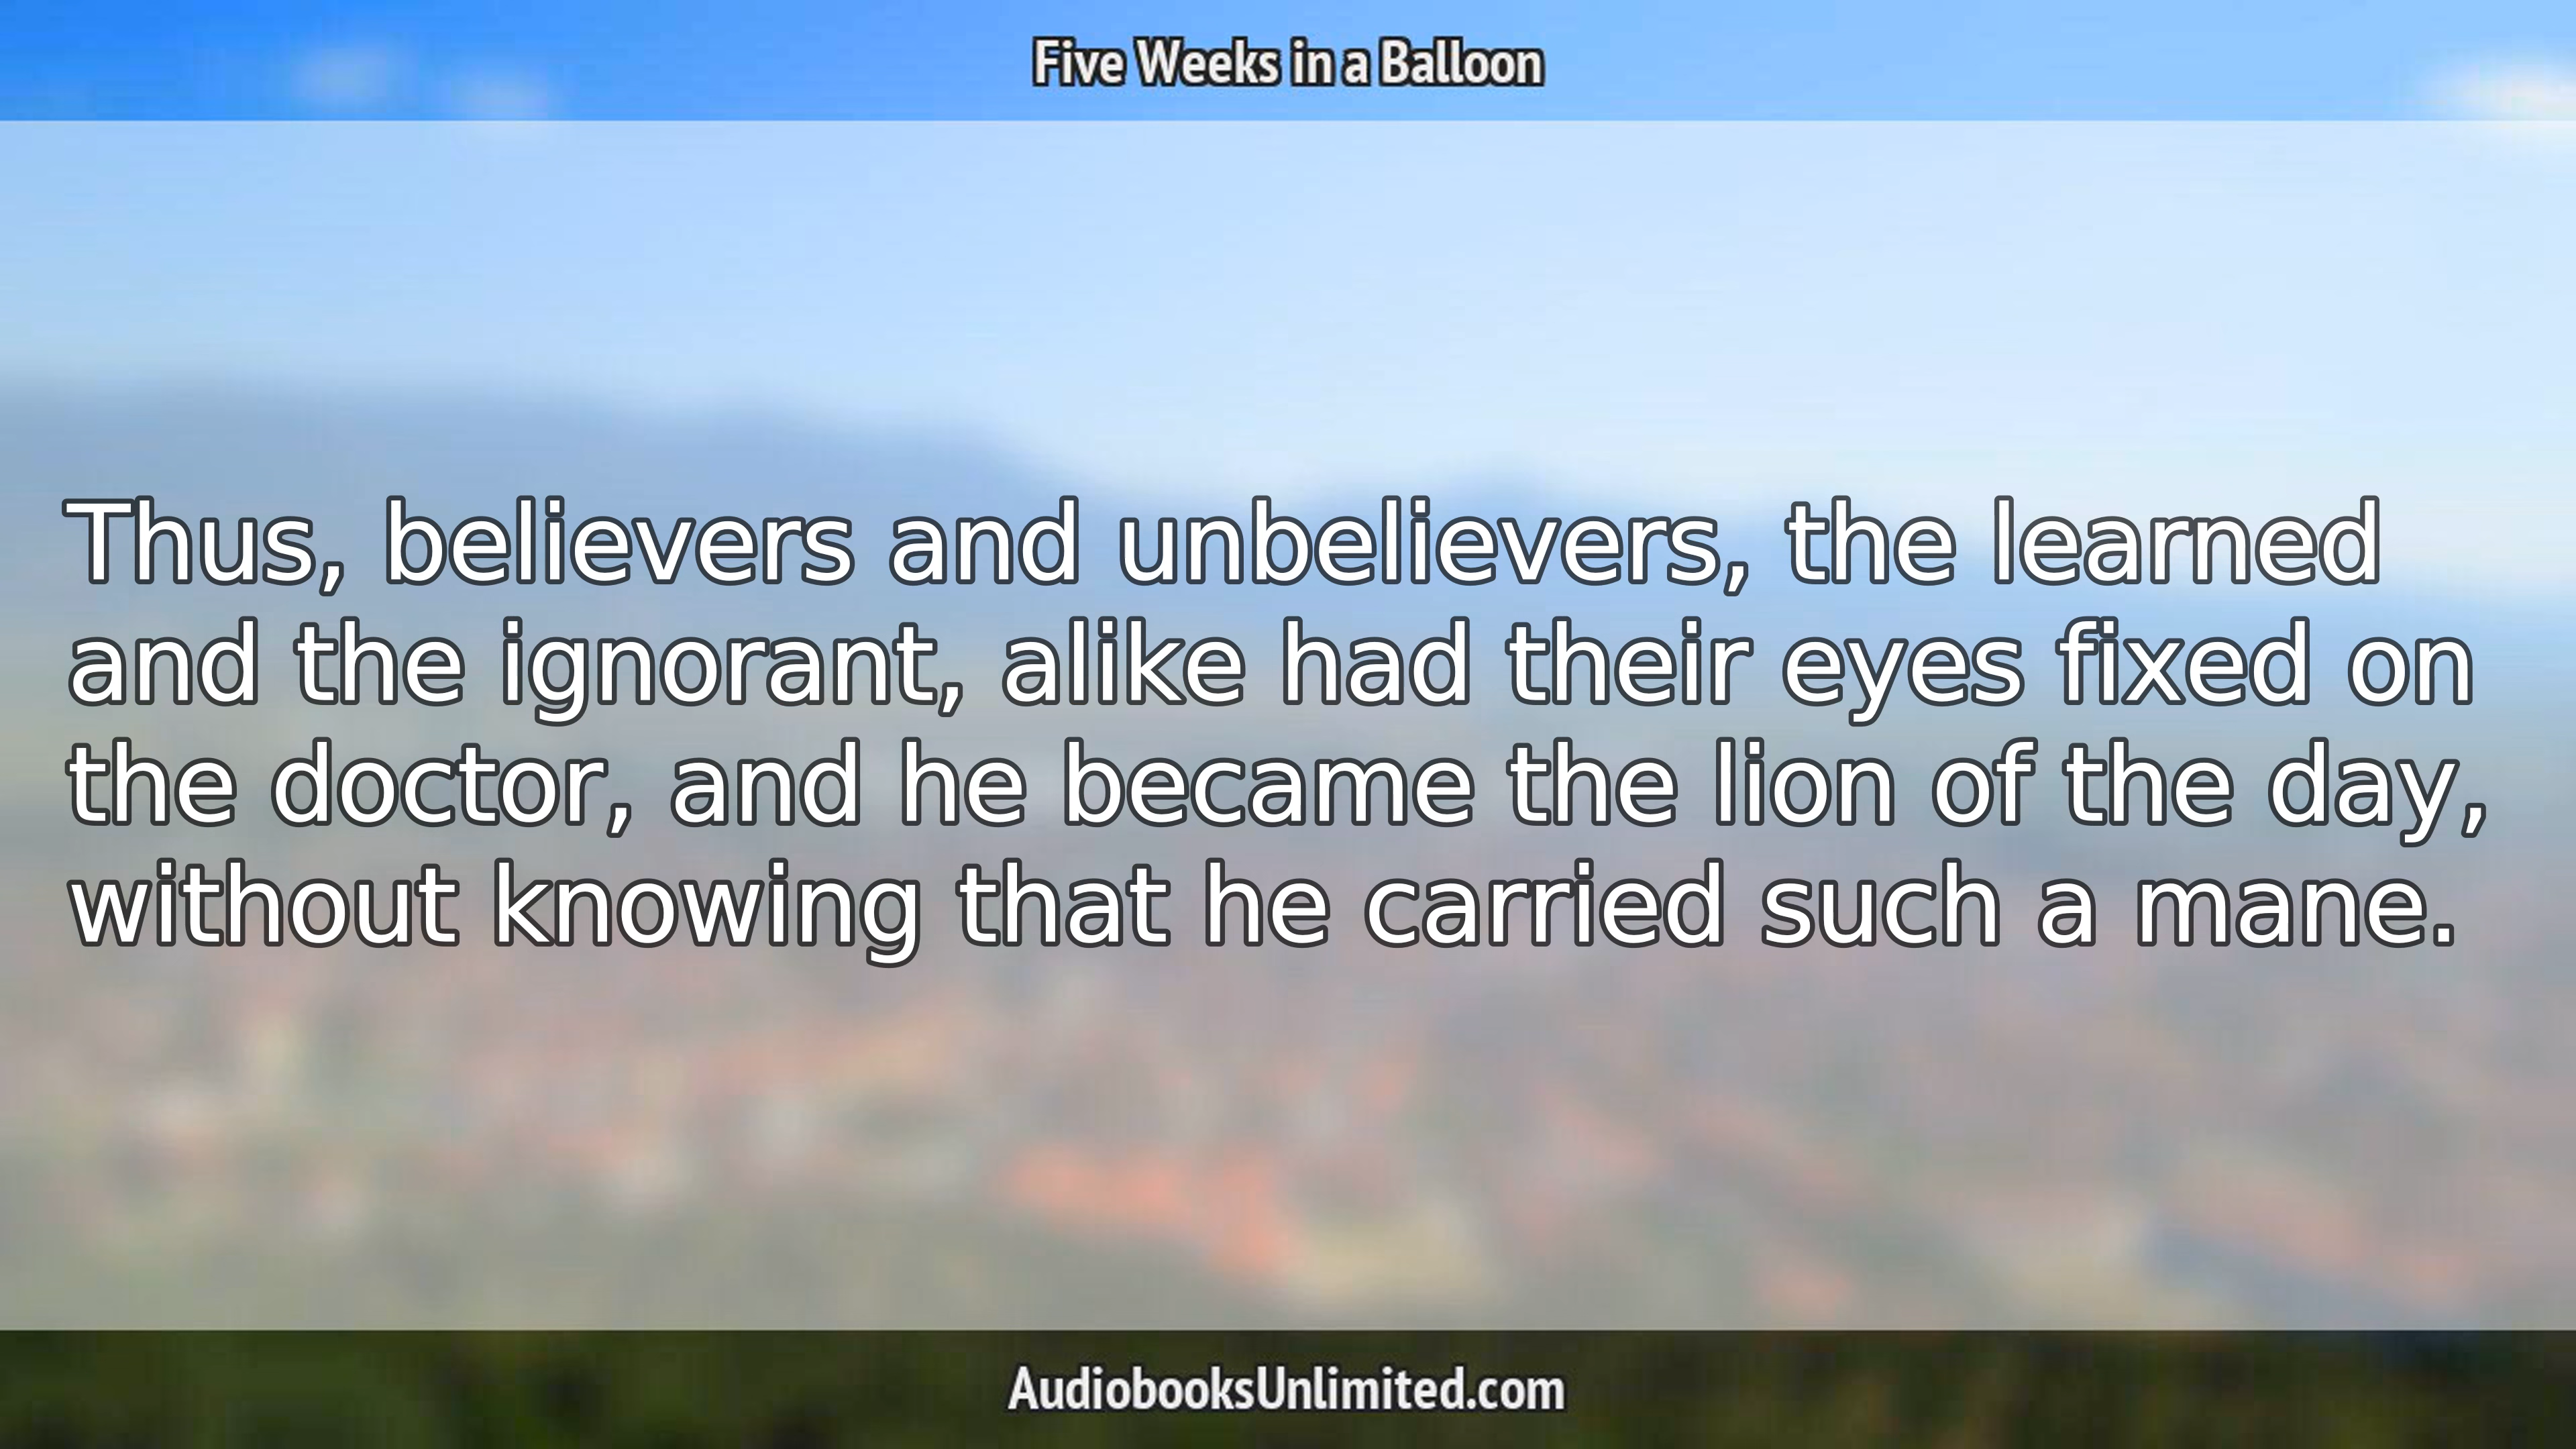 Five Weeks in a Balloon
Thus, believers and unbelievers, the learned
and the ignorant, alike had their eyes fixed on
the doctor, and he became the lion of the day,
without knowing that he carried such a mane.
AudiobooksUnlimited.com